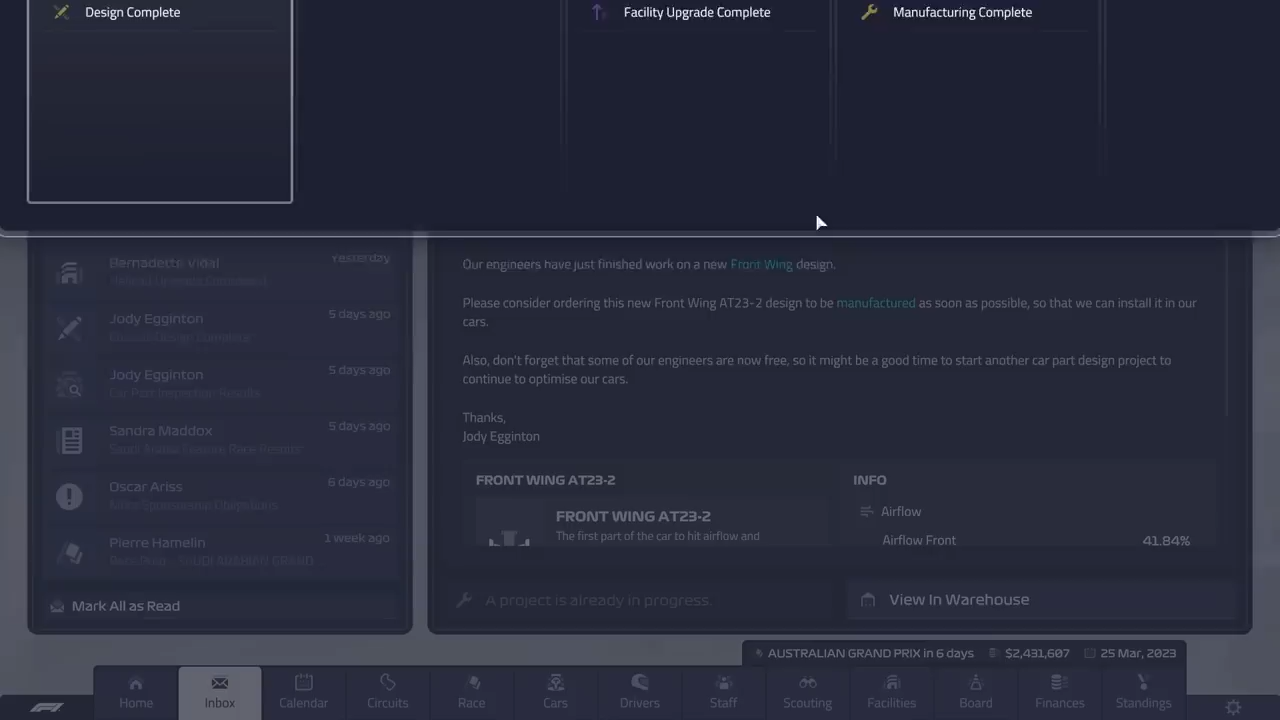 Design Complete
Facility Upgrade Complete
Manufacturing Complete
Bernadette Vidal
Yesterday
Jody Egginton
5 days ago
Jody Egginton
5 days ago
Car Part Inspection Results
Sandra Maddox
5 days ago
Oscar Ariss
6 days ago
Pierre Hamelin
1 week ago
Mark All as Read
Our engineers have just finished work on a new Front Wing design.
Please consider ordering this new Front Wing AT23-2 design to be manufactured as soon as possible, so that we can install it in our
cars.
Also, don't forget that some of our engineers are now free, so it might be a good time to start another car part design project to
continue to optimise our cars.
Thanks,
Jody Egginton
FRONT WING AT23-2
FRONT WING AT23-2
The first part of the car to hit airflow and
INFO
Airflow
Airflow Front
41.84%
A project is already in progress.
View In Warehouse
AUSTRALIAN GRAND PRIX in 6 days
$2,431,607
25 Mar, 2023
Home
Inbox
Calendar
Circuits
Race
Cars
Drivers
Staff
Scouting
Facilities
Board
Finances
Standings